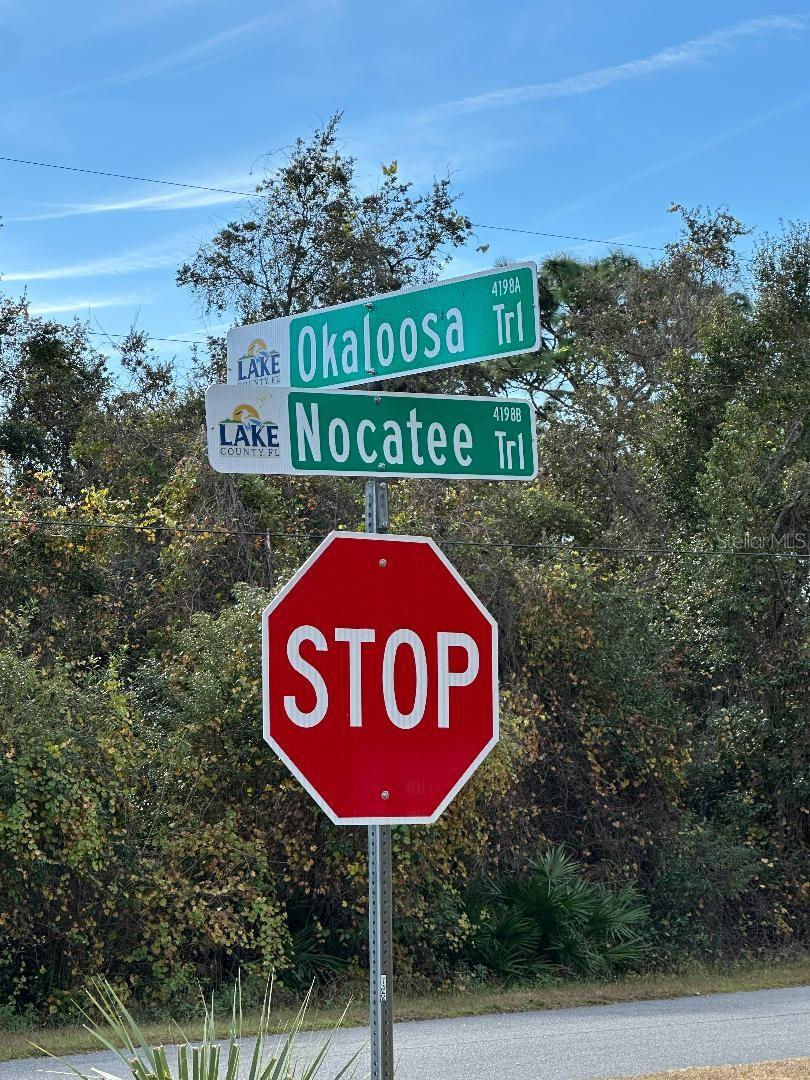 LAKE
COUNTY, FL
Okaloosa
4198A
Trl
LAKE
COUNTY, FL
Nocatee
4198B
Trl
STOP
StellarMLS